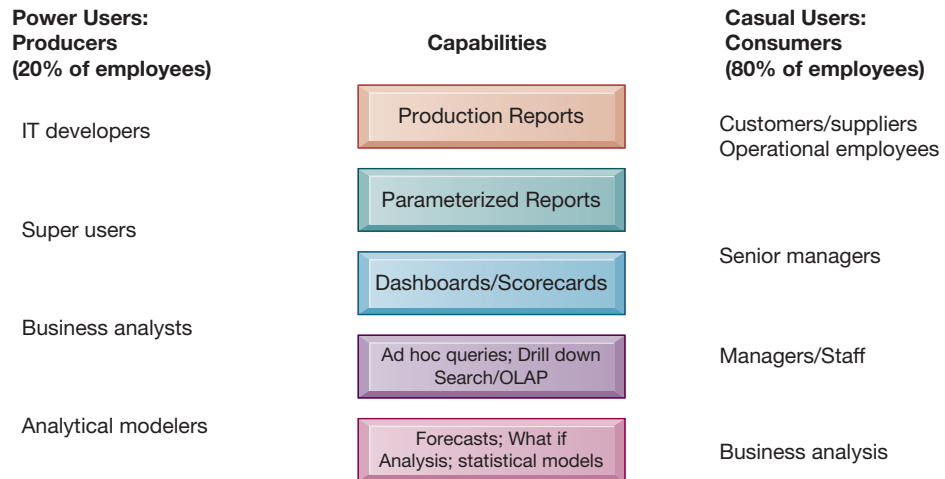 Power Users:
Producers
(20% of employees)
Capabilities
Casual Users:
Consumers
(80% of employees)
IT developers
Super users
Business analysts
Analytical modelers
Production Reports
Parameterized Reports
Dashboards/Scorecards
Ad hoc queries; Drill down
Search/OLAP
Forecasts; What if
Analysis; statistical models
Customers/suppliers
Operational employees
Senior managers
Managers/Staff
Business analysis